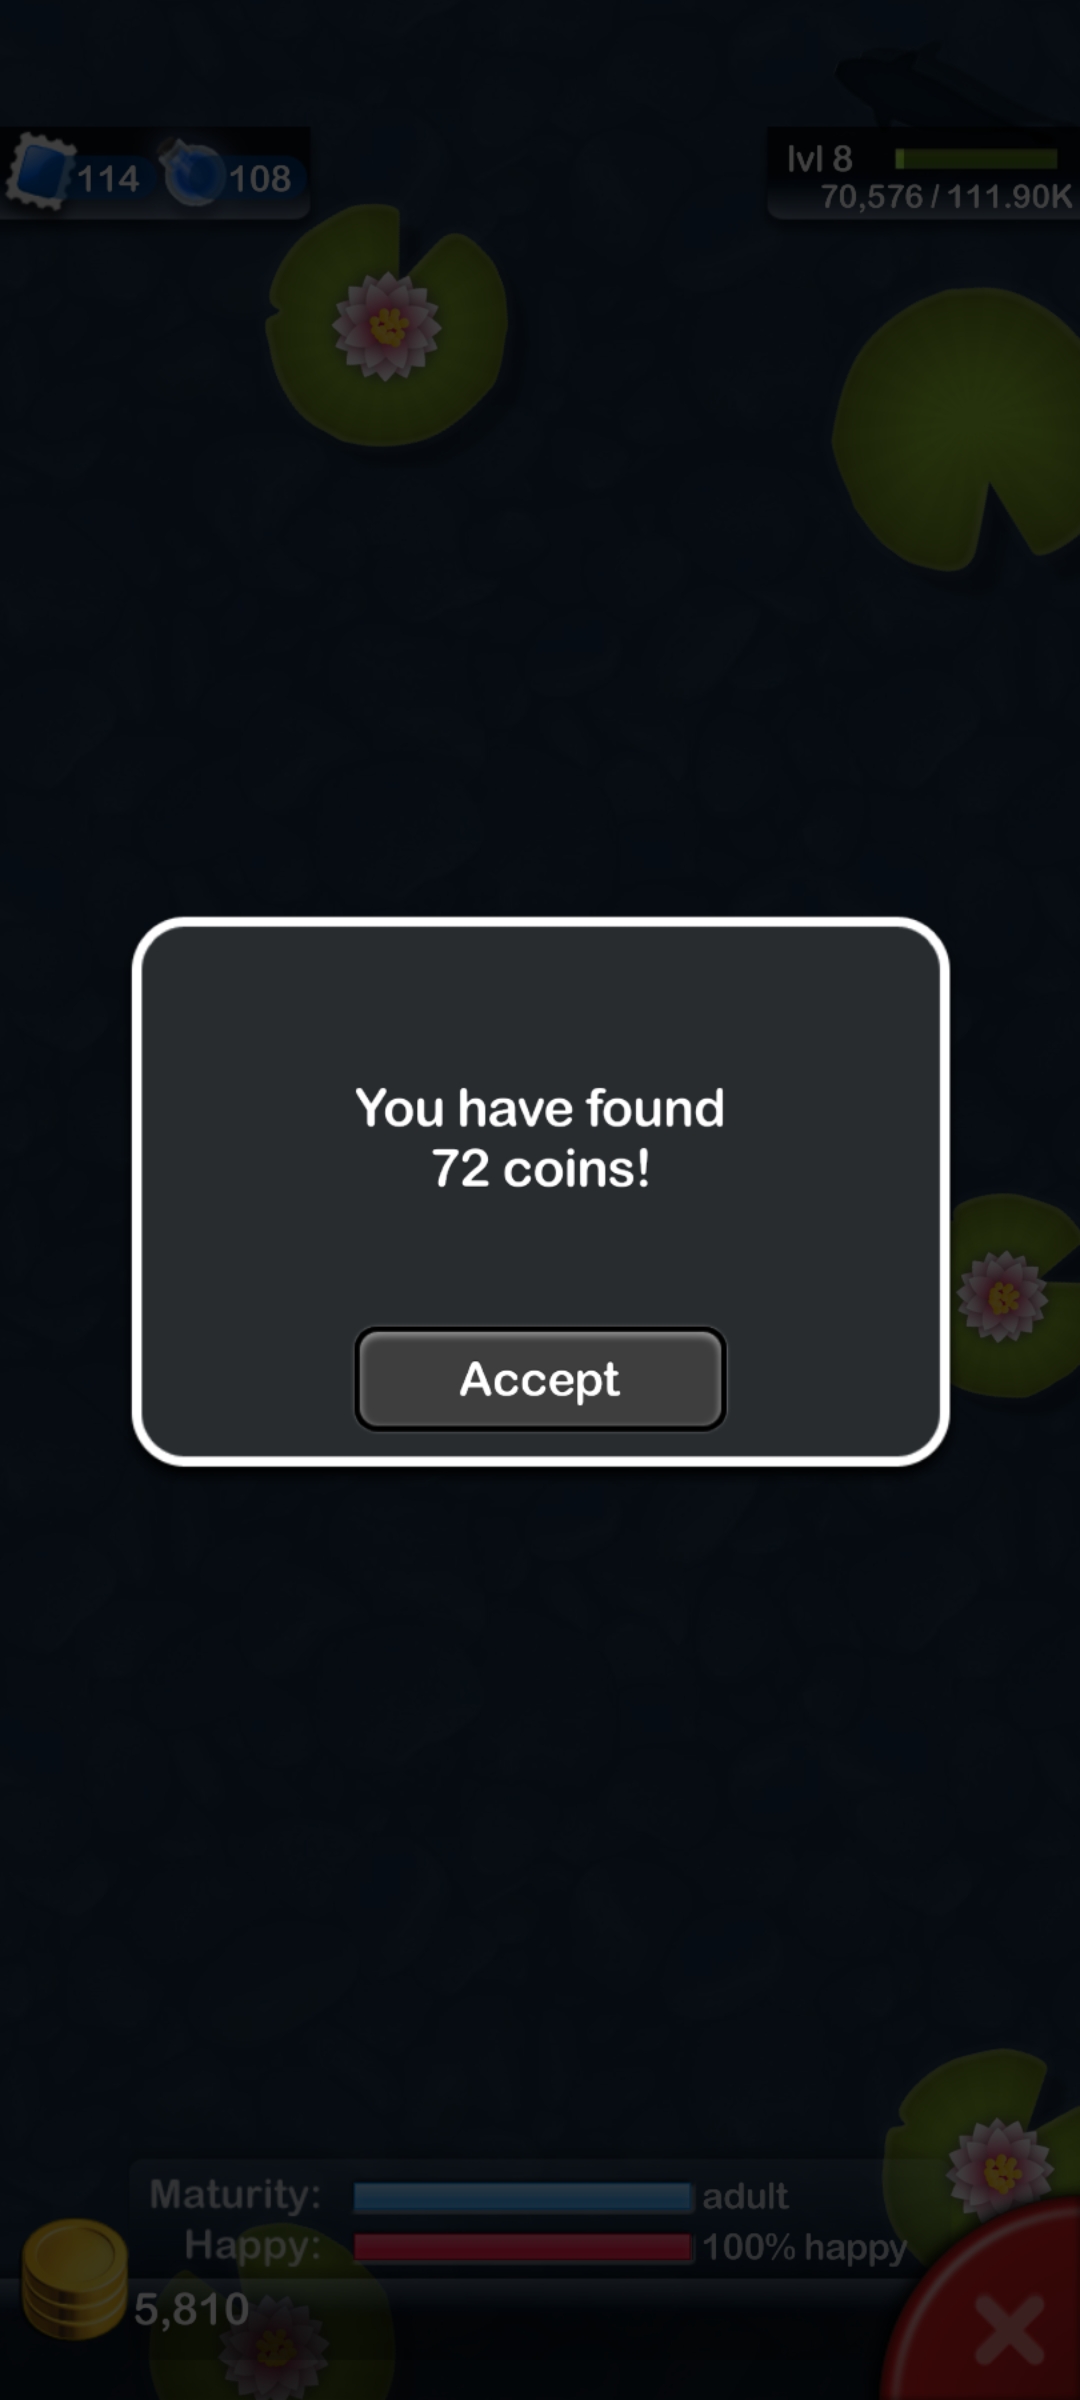 114 108
lvl 8
70,576 / 111.90K
You have found
72 coins!
Accept
Maturity: adult
Happy: 100% happy
5,810